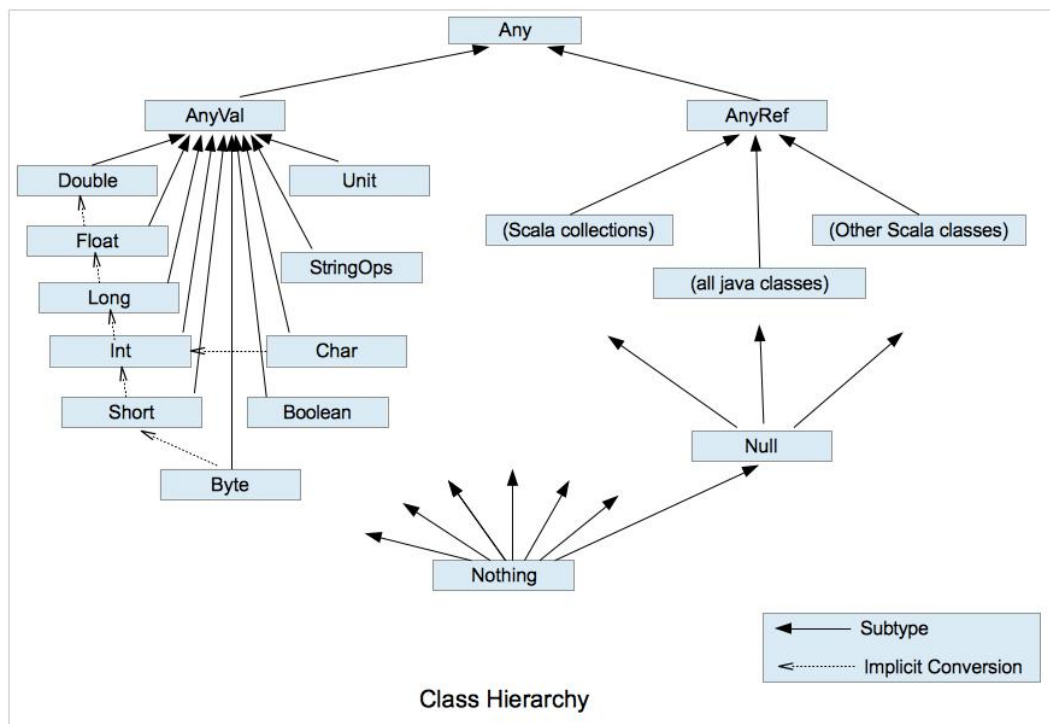 Any
AnyVal
AnyRef
Double
Unit
Float
(Scala collections)
(Other Scala classes)
StringOps
(all java classes)
Long
Int
Char
Short
Boolean
Null
Byte
Nothing
Subtype
Implicit Conversion
Class Hierarchy